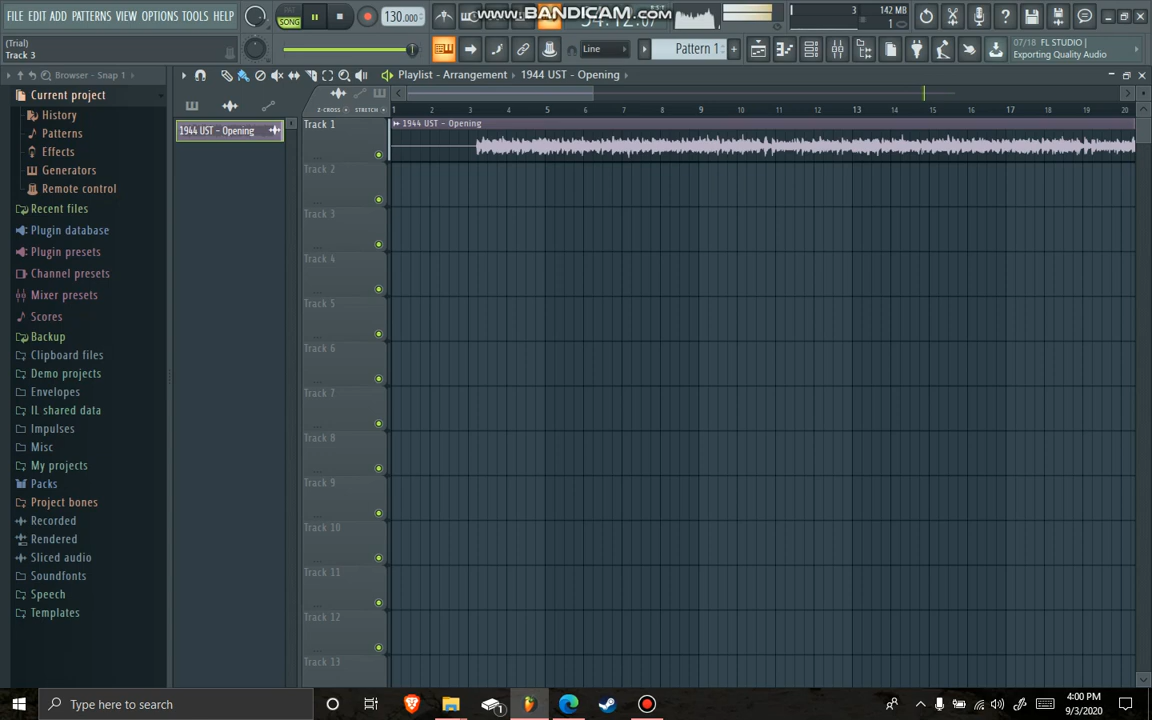 FILE EDIT ADD PATTERNS VIEW OPTIONS TOOLS HELP
PAT
SONG
130.000
WWW.BANDICAM.COM
3
142 MB
1
(Trial)
Track 3
Line
Pattern 1
07/18 FL STUDIO |
Exporting Quality Audio
Browser - Snap 1
Playlist - Arrangement
1944 UST - Opening
Current project
History
Patterns
Effects
Generators
Remote control
Recent files
Plugin database
Plugin presets
Channel presets
Mixer presets
Scores
Backup
Clipboard files
Demo projects
Envelopes
IL shared data
Impulses
Misc
My projects
Packs
Project bones
Recorded
Rendered
Sliced audio
Soundfonts
Speech
Templates
1944 UST - Opening
Z-CROSS
STRETCH
1 2 3 4 5 6 7 8 9 10 11 12 13 14 15 16 17 18 19 20
1944 UST - Opening
Track 1
Track 2
Track 3
Track 4
Track 5
Track 6
Track 7
Track 8
Track 9
Track 10
Track 11
Track 12
Track 13
Type here to search
1
4:00 PM
9/3/2020